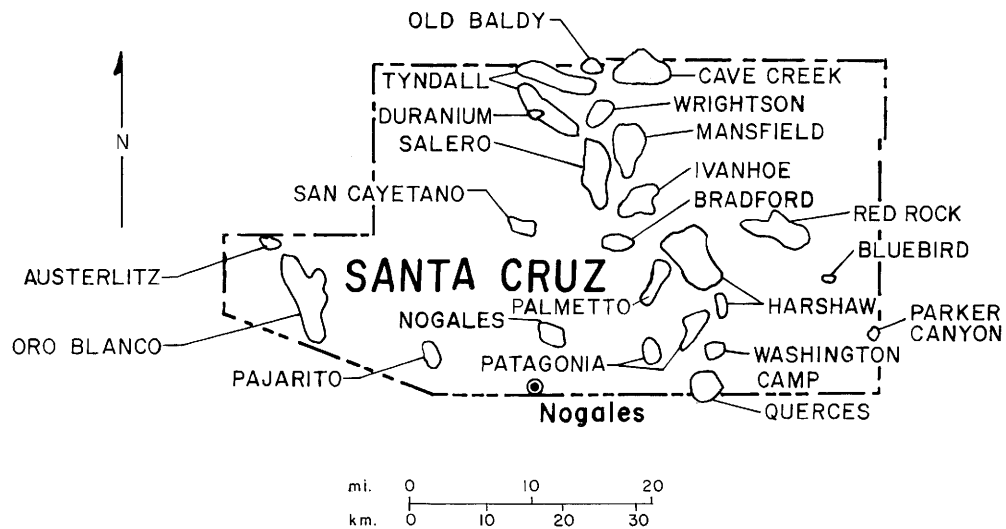 OLD BALDY
TYNDALL
CAVE CREEK
DURANIUM
WRIGHTSON
N
SALERO
MANSFIELD
IVANHOE
SAN CAYETANO
BRADFORD
RED ROCK
BLUEBIRD
AUSTERLITZ
SANTA CRUZ
PALMETTO
HARSHAW
NOGALES
PARKER
CANYON
ORO BLANCO
PATAGONIA
WASHINGTON
CAMP
PAJARITO
Nogales
QUERCES
mi. 0 10 20
km. 0 10 20 30